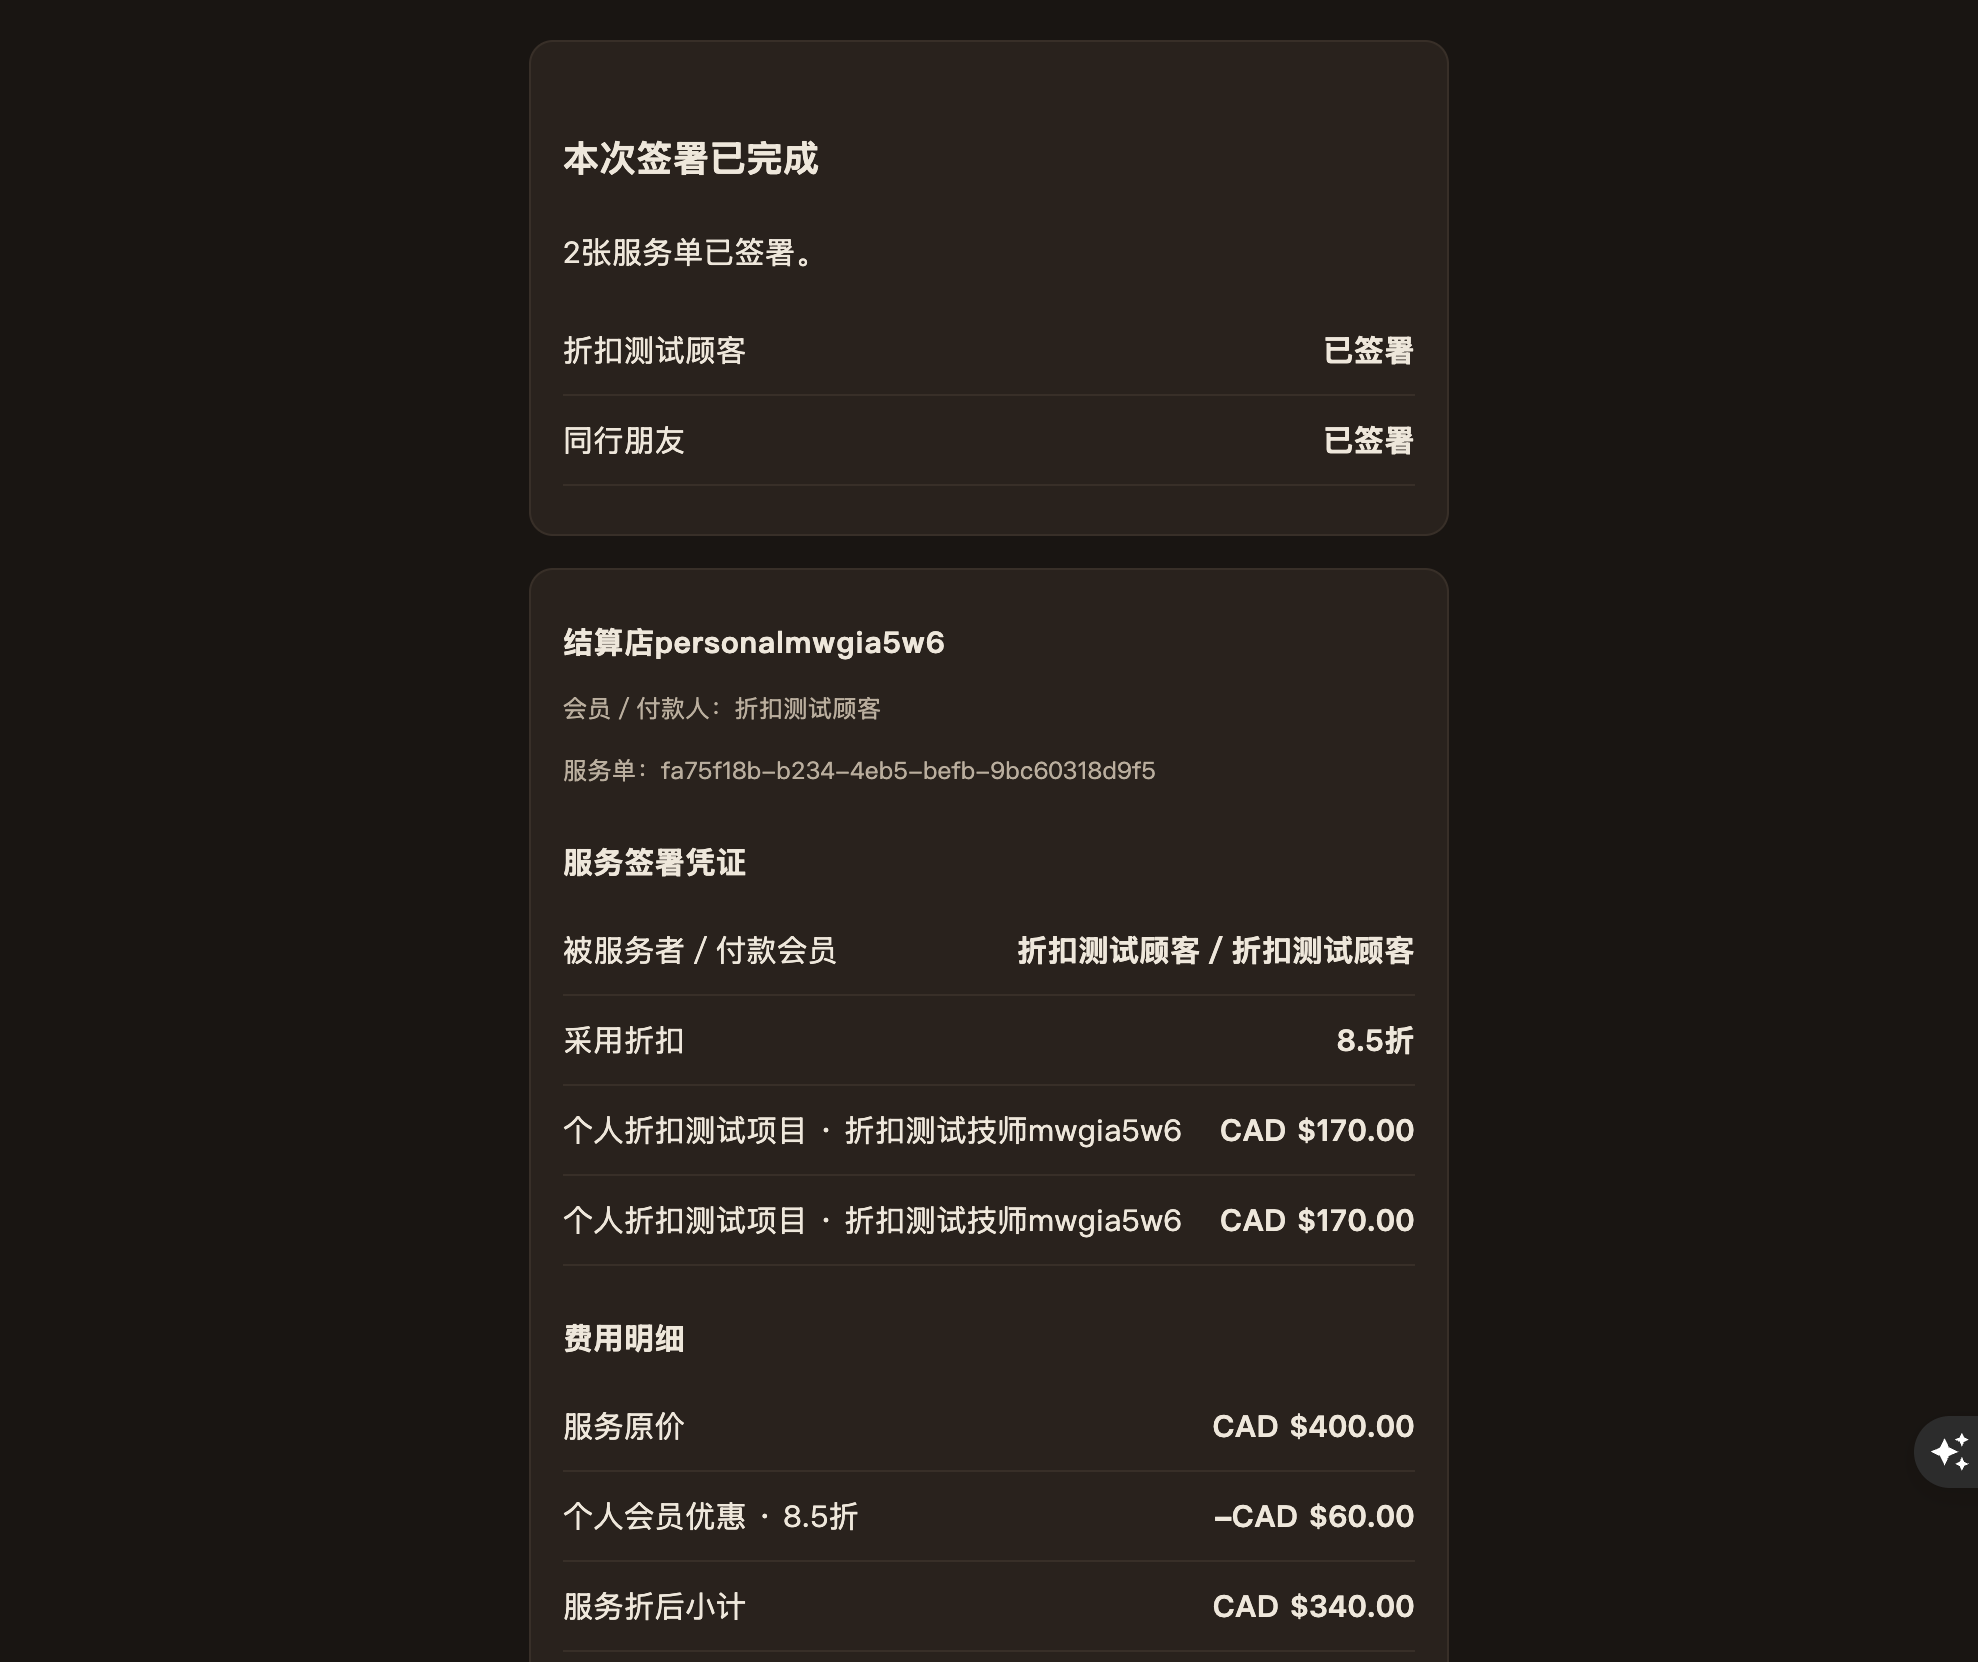 本次签署已完成
2张服务单已签署。
折扣测试顾客 已签署
同行朋友 已签署
结算店personalmwgia5w6
会员 / 付款人：折扣测试顾客
服务单：fa75f18b-b234-4eb5-befb-9bc60318d9f5
服务签署凭证
被服务者 / 付款会员 折扣测试顾客 / 折扣测试顾客
采用折扣 8.5折
个人折扣测试项目 · 折扣测试技师mwgia5w6 CAD $170.00
个人折扣测试项目 · 折扣测试技师mwgia5w6 CAD $170.00
费用明细
服务原价 CAD $400.00
个人会员优惠 · 8.5折 −CAD $60.00
服务折后小计 CAD $340.00